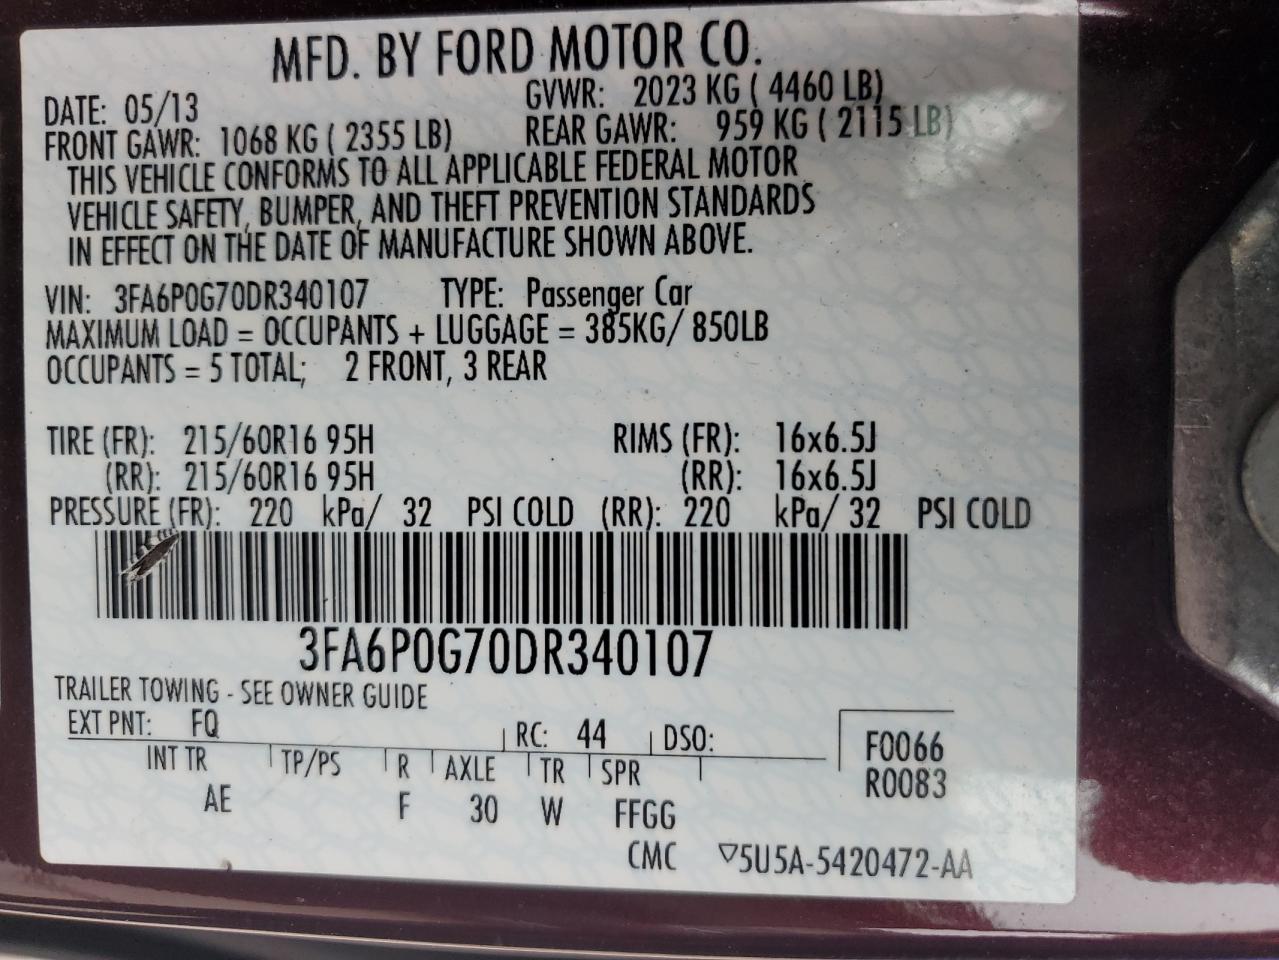 MFD. BY FORD MOTOR CO.
DATE: 05/13 GVWR: 2023 KG ( 4460 LB)
FRONT GAWR: 1068 KG ( 2355 LB) REAR GAWR: 959 KG ( 2115 LB)
THIS VEHICLE CONFORMS TO ALL APPLICABLE FEDERAL MOTOR
VEHICLE SAFETY, BUMPER, AND THEFT PREVENTION STANDARDS
IN EFFECT ON THE DATE OF MANUFACTURE SHOWN ABOVE.
VIN: 3FA6P0G70DR340107 TYPE: Passenger Car
MAXIMUM LOAD = OCCUPANTS + LUGGAGE = 385KG/ 850LB
OCCUPANTS = 5 TOTAL; 2 FRONT, 3 REAR
TIRE (FR): 215/60R16 95H RIMS (FR): 16x6.5J
(RR): 215/60R16 95H (RR): 16x6.5J
PRESSURE (FR): 220 kPa/ 32 PSI COLD (RR): 220 kPa/ 32 PSI COLD
3FA6P0G70DR340107
TRAILER TOWING - SEE OWNER GUIDE
EXT PNT: FQ RC: 44 DSO: F0066
INT TR TP/PS R AXLE TR SPR R0083
AE F 30 W FFGG
CMC ▽5U5A-5420472-AA